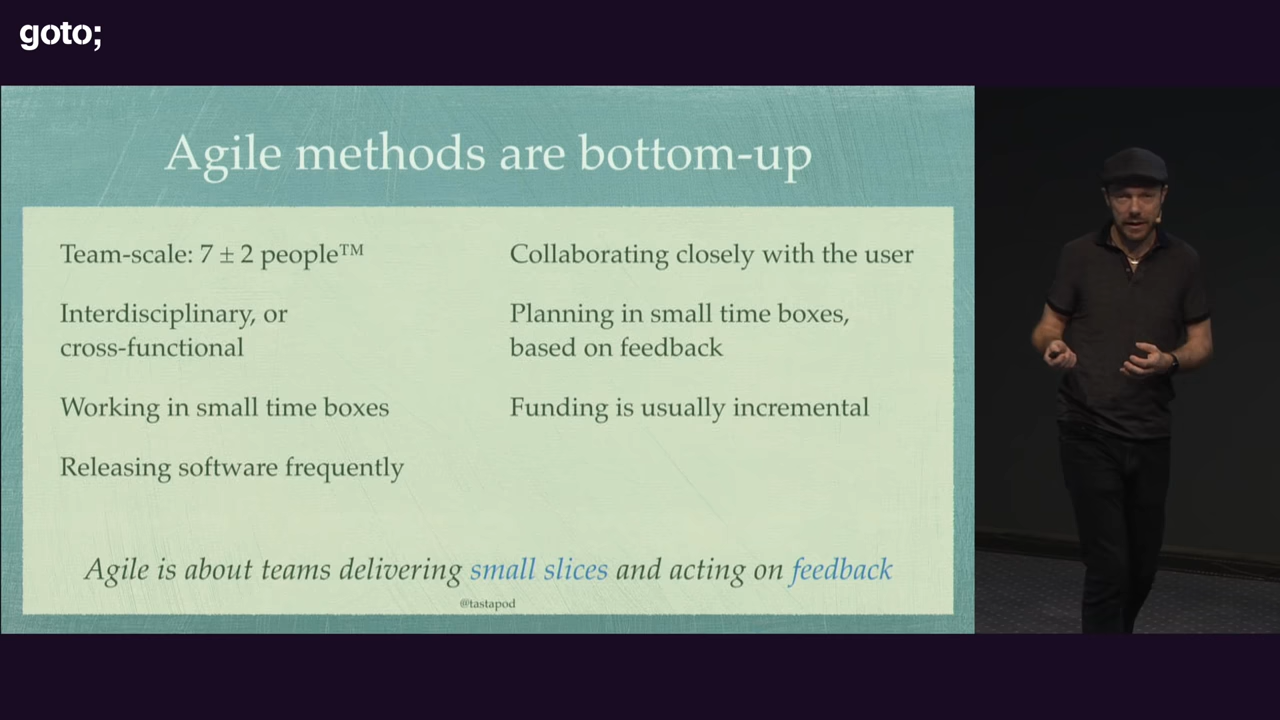 goto;
Agile methods are bottom-up
Team-scale: 7 ± 2 people™
Interdisciplinary, or
cross-functional
Working in small time boxes
Releasing software frequently
Collaborating closely with the user
Planning in small time boxes,
based on feedback
Funding is usually incremental
Agile is about teams delivering small slices and acting on feedback
@tastapod